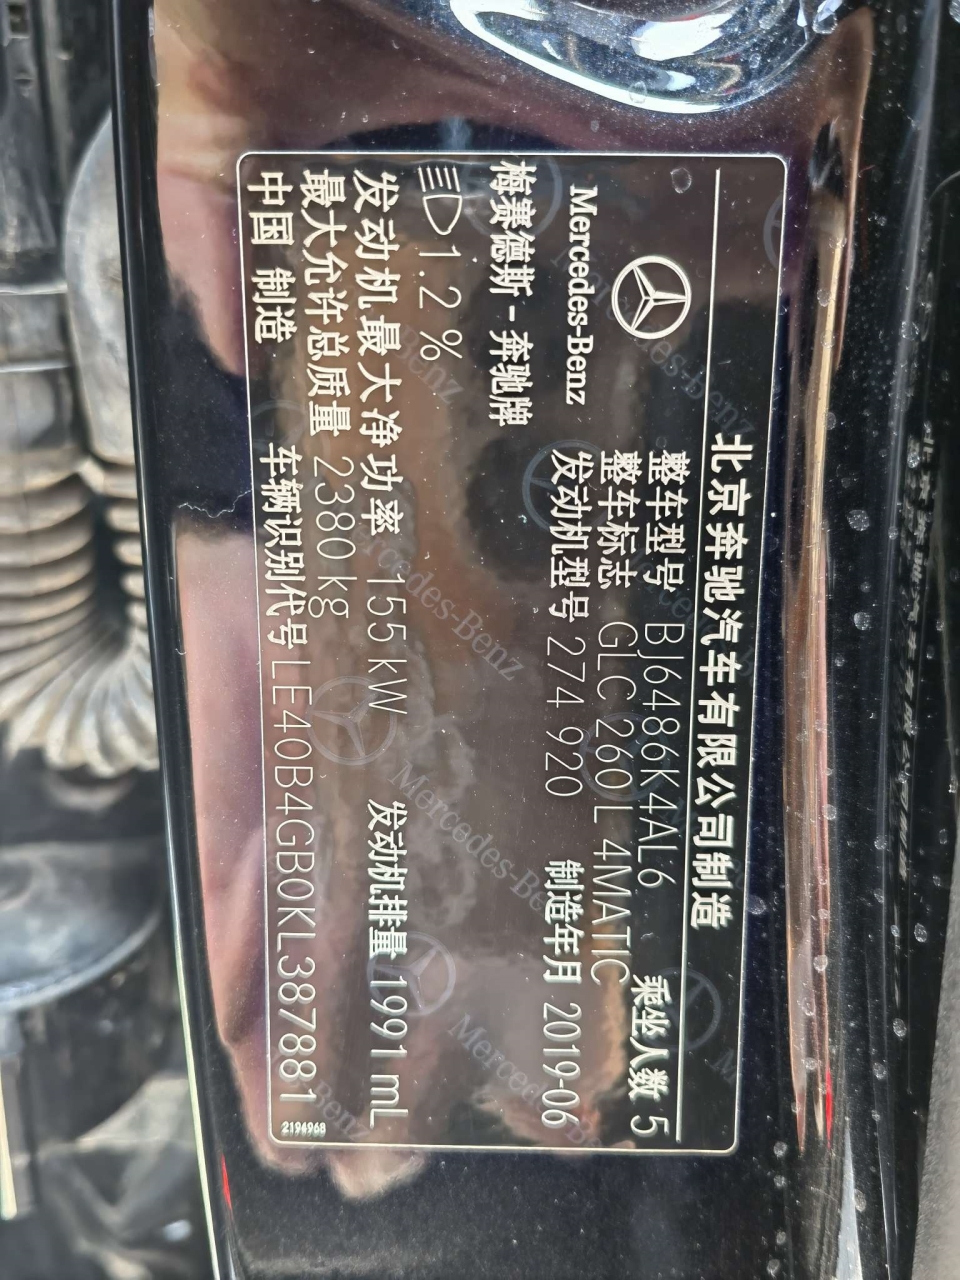 北京奔驰汽车有限公司制造
Mercedes-Benz
梅赛德斯-奔驰牌
整车型号 BJ6486K4AL6 乘坐人数 5
整车标志 GLC 260 L 4MATIC
发动机型号 274 920 制造年月 2019-06
1.2 %
发动机最大净功率 155 kW 发动机排量 1991 mL
最大允许总质量 2380 kg
中国 制造 车辆识别代号 LE40B4GB0KL387881
2194968